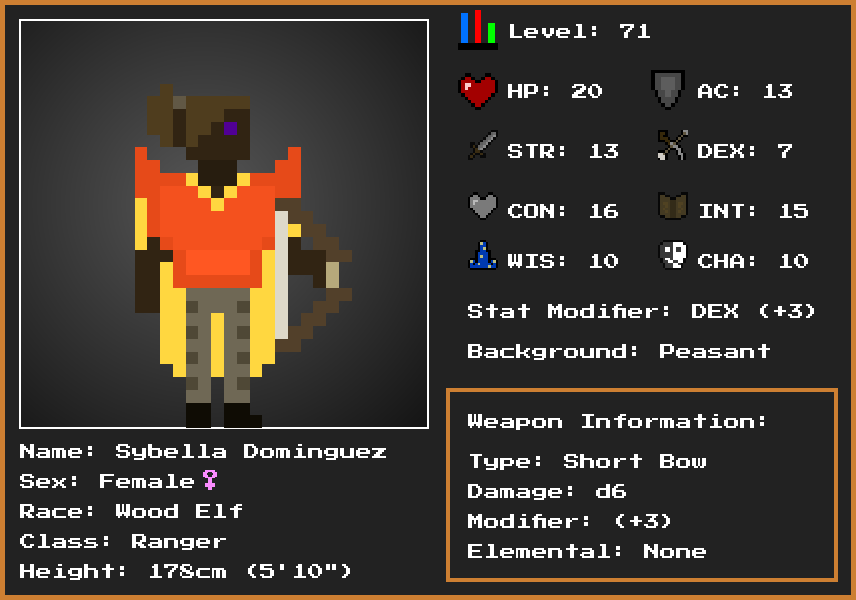 Level: 71
HP: 20 AC: 13
STR: 13 DEX: 7
CON: 16 INT: 15
WIS: 10 CHA: 10
Stat Modifier: DEX (+3)
Background: Peasant
Weapon Information:
Type: Short Bow
Damage: d6
Modifier: (+3)
Elemental: None
Name: Sybella Dominguez
Sex: Female♀
Race: Wood Elf
Class: Ranger
Height: 178cm (5'10")